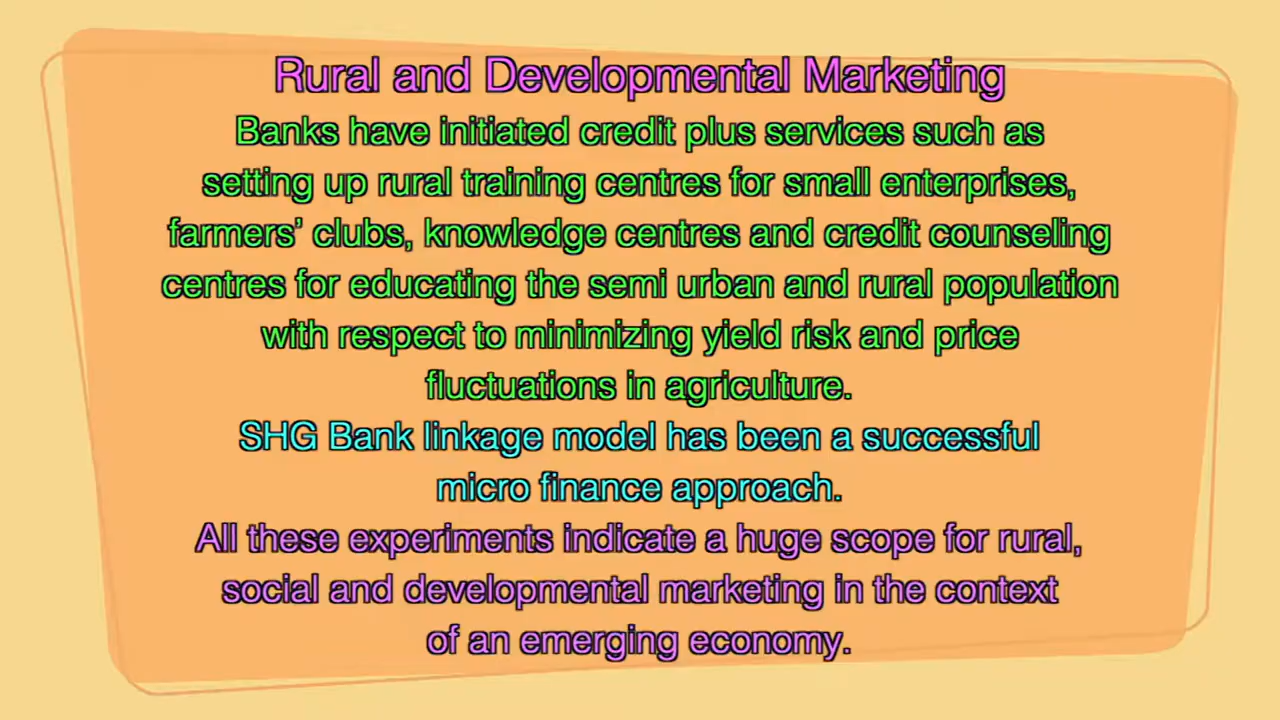 Rural and Developmental Marketing
Banks have initiated credit plus services such as
setting up rural training centres for small enterprises,
farmers’ clubs, knowledge centres and credit counseling
centres for educating the semi urban and rural population
with respect to minimizing yield risk and price
fluctuations in agriculture.
SHG Bank linkage model has been a successful
micro finance approach.
All these experiments indicate a huge scope for rural,
social and developmental marketing in the context
of an emerging economy.